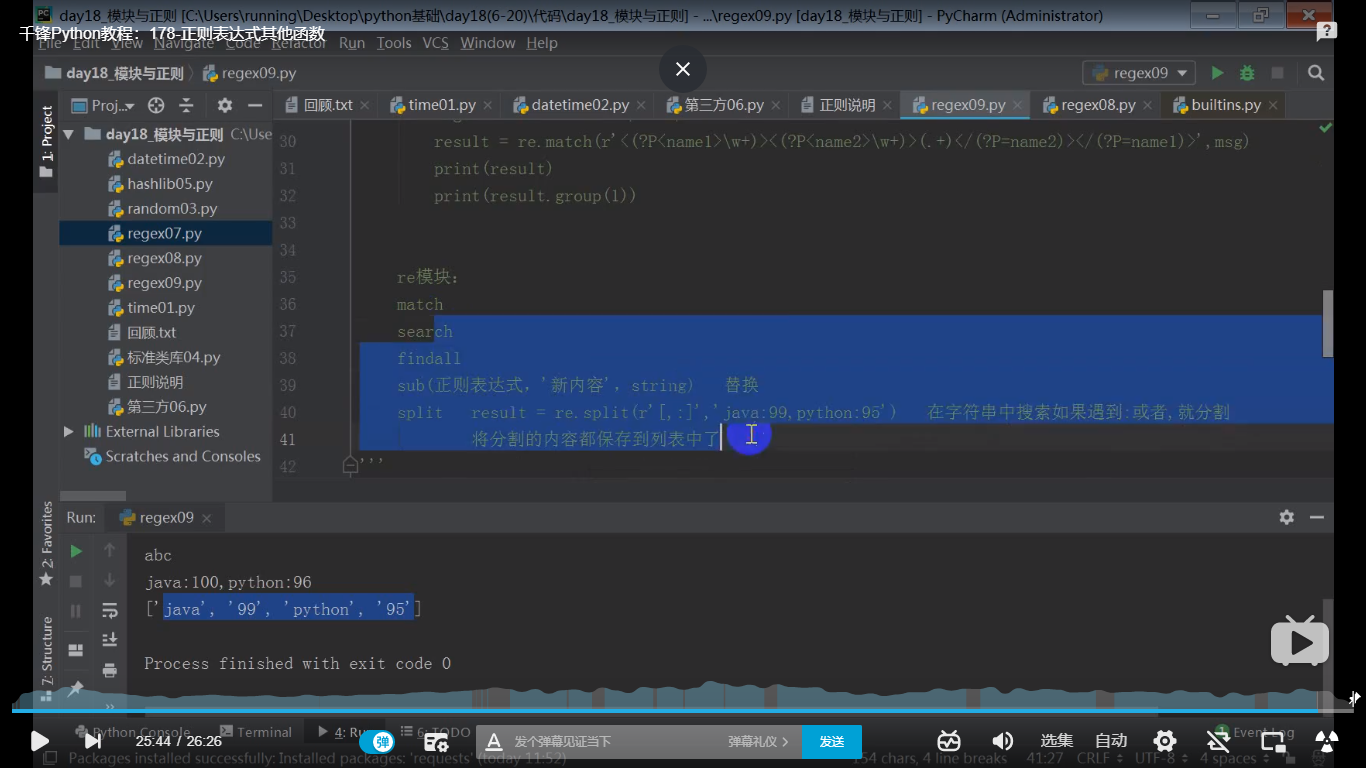 day18_模块与正则 [C:\Users\running\Desktop\python基础\day18(6-20)\代码\day18_模块与正则] - ...\regex09.py [day18_模块与正则] - PyCharm (Administrator)
千锋Python教程：178-正则表达式其他函数
File Edit View Navigate Code Refactor Run Tools VCS Window Help
day18_模块与正则 regex09.py
regex09
1: Project
Proj...
回顾.txt time01.py datetime02.py 第三方06.py 正则说明 regex09.py regex08.py builtins.py
day18_模块与正则 C:\Use
datetime02.py
hashlib05.py
random03.py
regex07.py
regex08.py
regex09.py
time01.py
回顾.txt
标准类库04.py
正则说明
第三方06.py
External Libraries
Scratches and Consoles
30 result = re.match(r'<(?P<name1>\w+)><(?P<name2>\w+)>(.+)</(?P=name2)></(?P=name1)>',msg)
31 print(result)
32 print(result.group(1))
33
34
35 re模块：
36 match
37 search
38 findall
39 sub(正则表达式，'新内容'，string) 替换
40 split result = re.split(r'[,:]','java:99,python:95') 在字符串中搜索如果遇到:或者,就分割
41 将分割的内容都保存到列表中了
42 '''
2: Favorites
7: Structure
Run: regex09
abc
java:100,python:96
['java', '99', 'python', '95']
Process finished with exit code 0
Python Console Terminal 4: Ru 6: TODO Event Log
25:44 / 26:26
弹
发个弹幕见证当下 弹幕礼仪 > 发送
选集 自动
Packages installed successfully: Installed packages: 'requests' (today 11:52)
64 chars, 4 line breaks 41:27 CRLF UTF-8 4 spaces